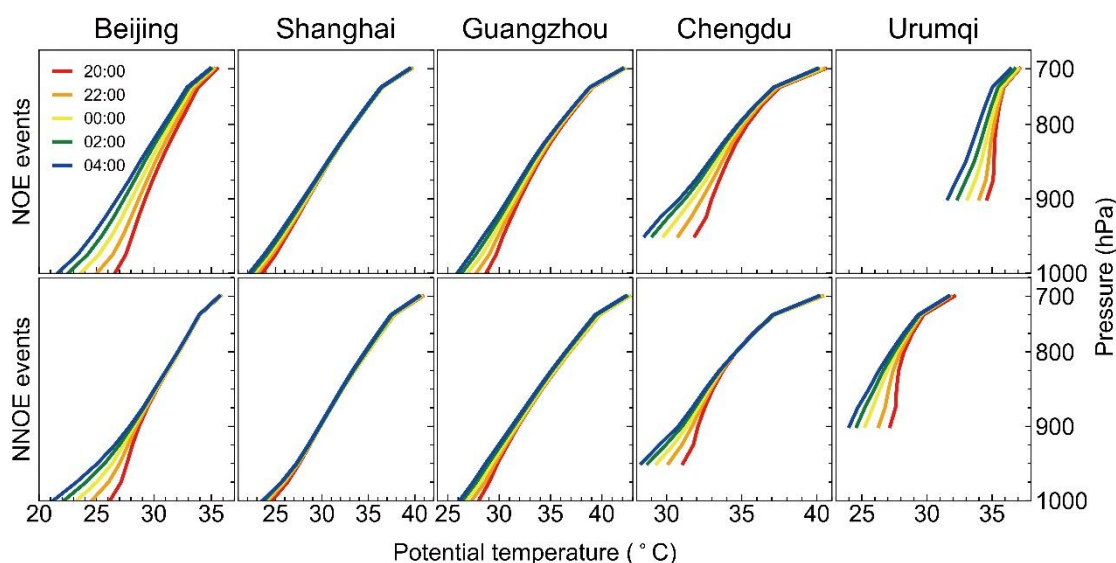 Beijing Shanghai Guangzhou Chengdu Urumqi
NOE events
20:00
22:00
00:00
02:00
04:00
700
800
900
1000
NNOE events
700
800
900
1000
Pressure (hPa)
20 25 30 35 25 30 35 40 25 30 35 40 30 35 40 25 30 35
Potential temperature ( °C)